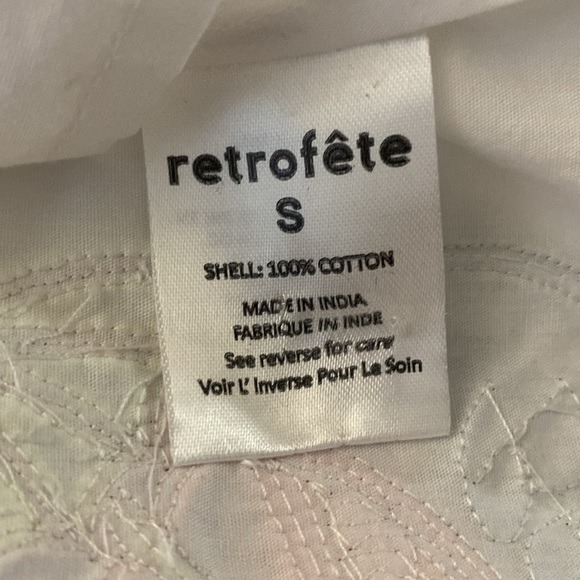 retrofête
S
SHELL: 100% COTTON
MADE IN INDIA
FABRIQUE IN INDE
See reverse for care
Voir L' Inverse Pour Le Soin